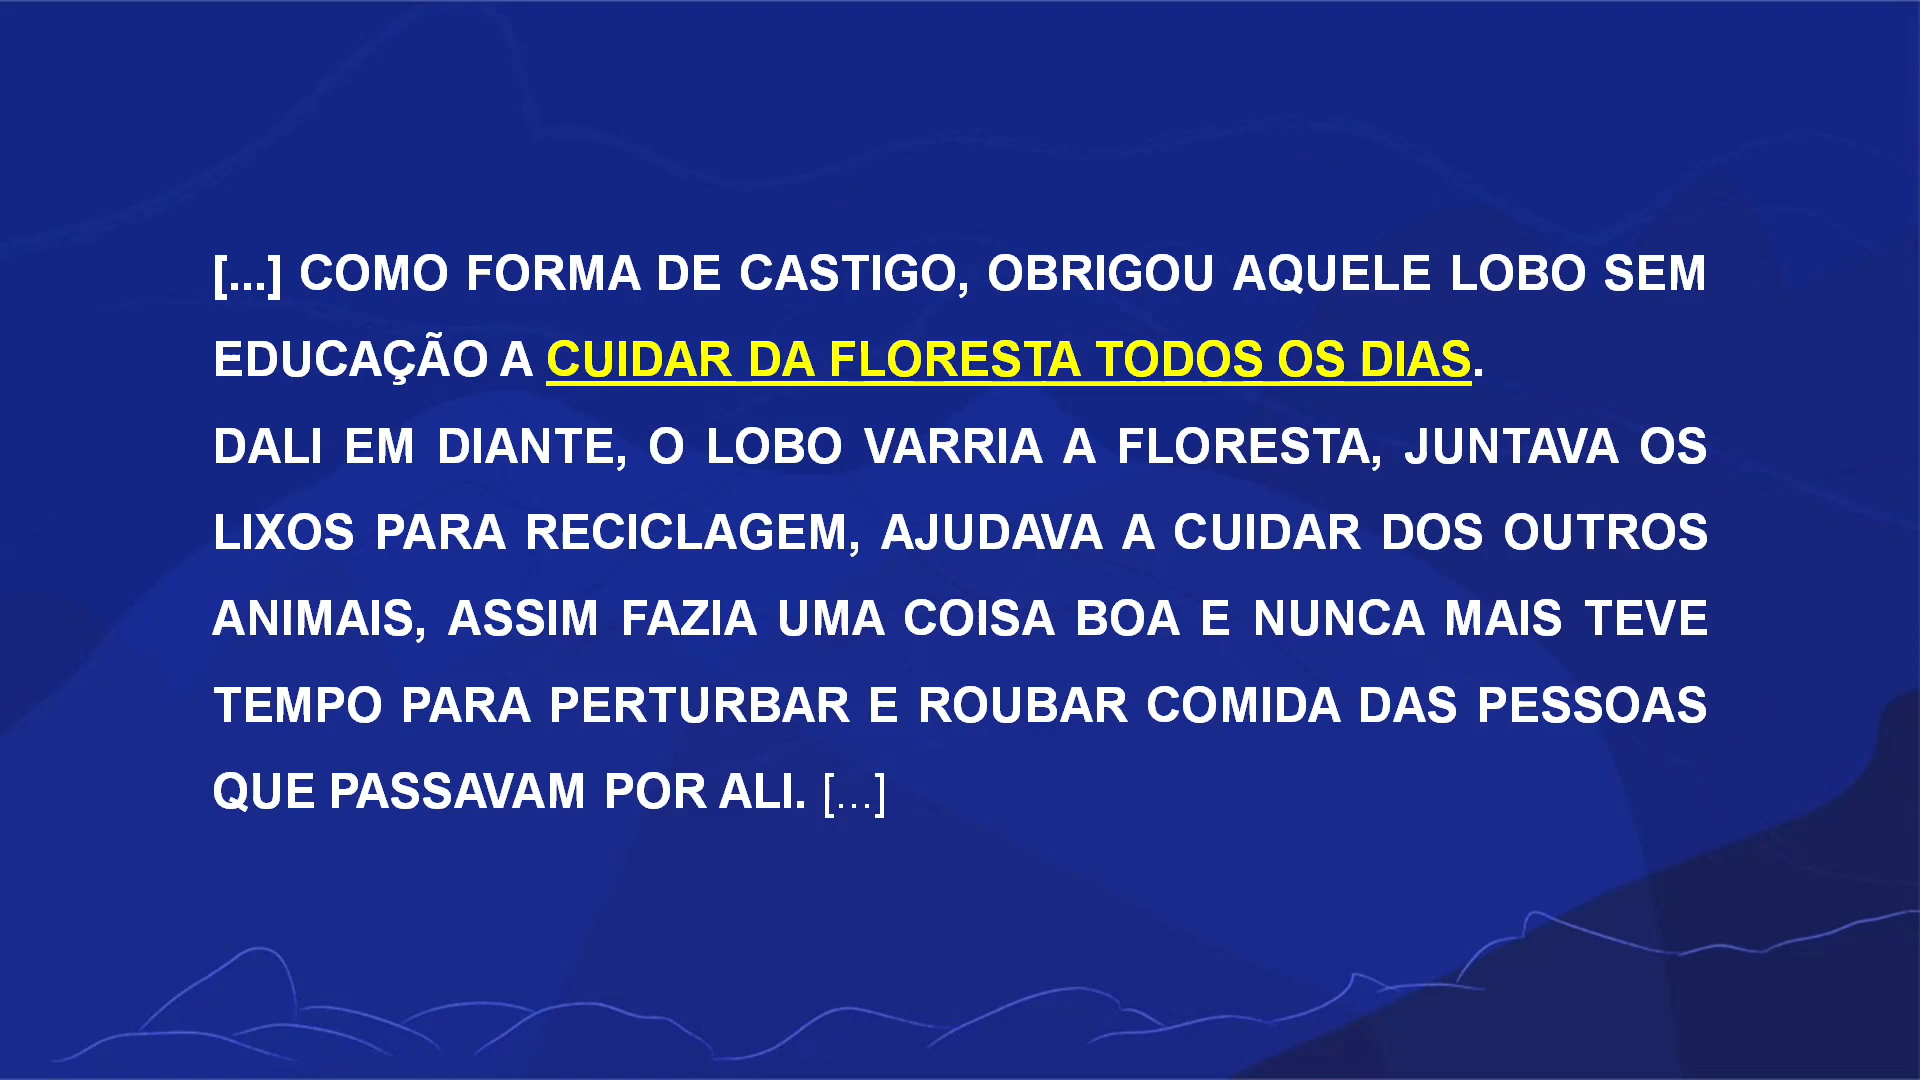 [...] COMO FORMA DE CASTIGO, OBRIGOU AQUELE LOBO SEM
EDUCAÇÃO A CUIDAR DA FLORESTA TODOS OS DIAS.
DALI EM DIANTE, O LOBO VARRIA A FLORESTA, JUNTAVA OS
LIXOS PARA RECICLAGEM, AJUDAVA A CUIDAR DOS OUTROS
ANIMAIS, ASSIM FAZIA UMA COISA BOA E NUNCA MAIS TEVE
TEMPO PARA PERTURBAR E ROUBAR COMIDA DAS PESSOAS
QUE PASSAVAM POR ALI. [...]